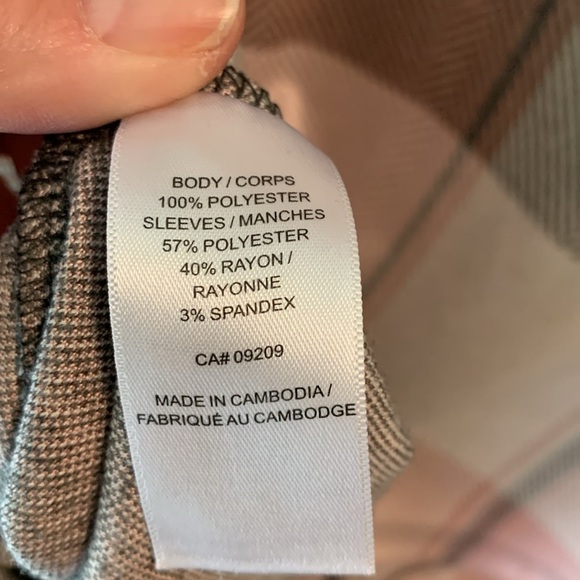 BODY / CORPS
100% POLYESTER
SLEEVES / MANCHES
57% POLYESTER
40% RAYON /
RAYONNE
3% SPANDEX
CA# 09209
MADE IN CAMBODIA /
FABRIQUÉ AU CAMBODGE